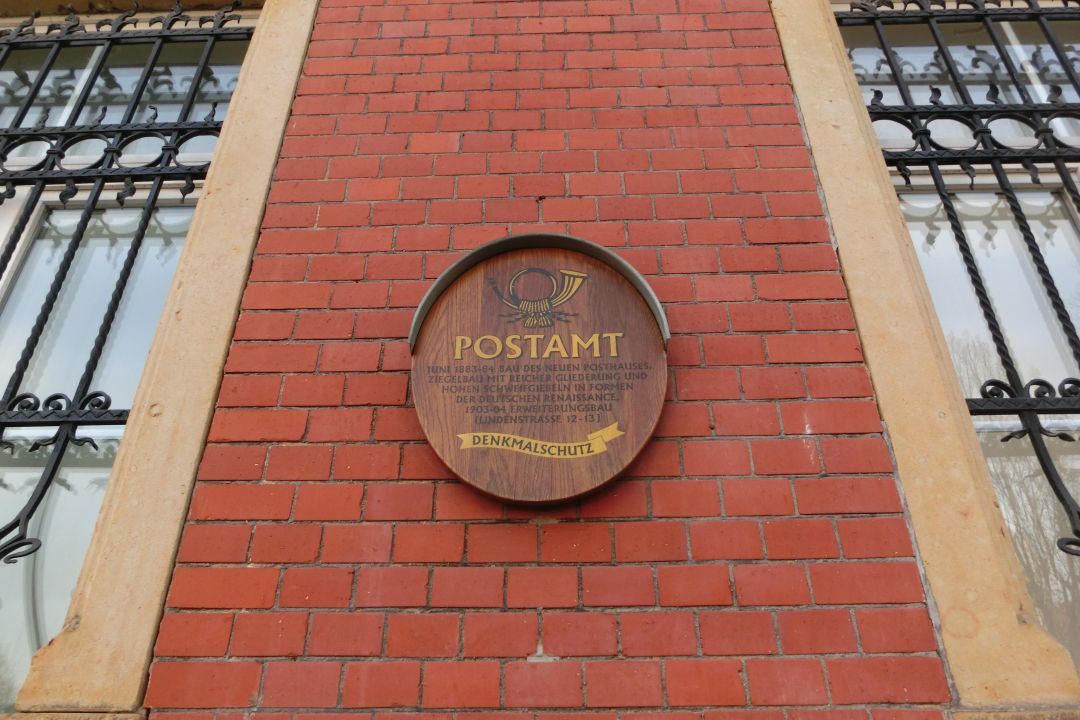 POSTAMT
JUNI 1883-84 BAU DES NEUEN POSTHAUSES.
ZIEGELBAU MIT REICHER GLIEDERUNG UND
HOHEN SCHWEIFGIEBELN IN FORMEN
DER DEUTSCHEN RENAISSANCE.
1903-04 ERWEITERUNGSBAU
[LINDENSTRASSE 12-13]
DENKMALSCHUTZ